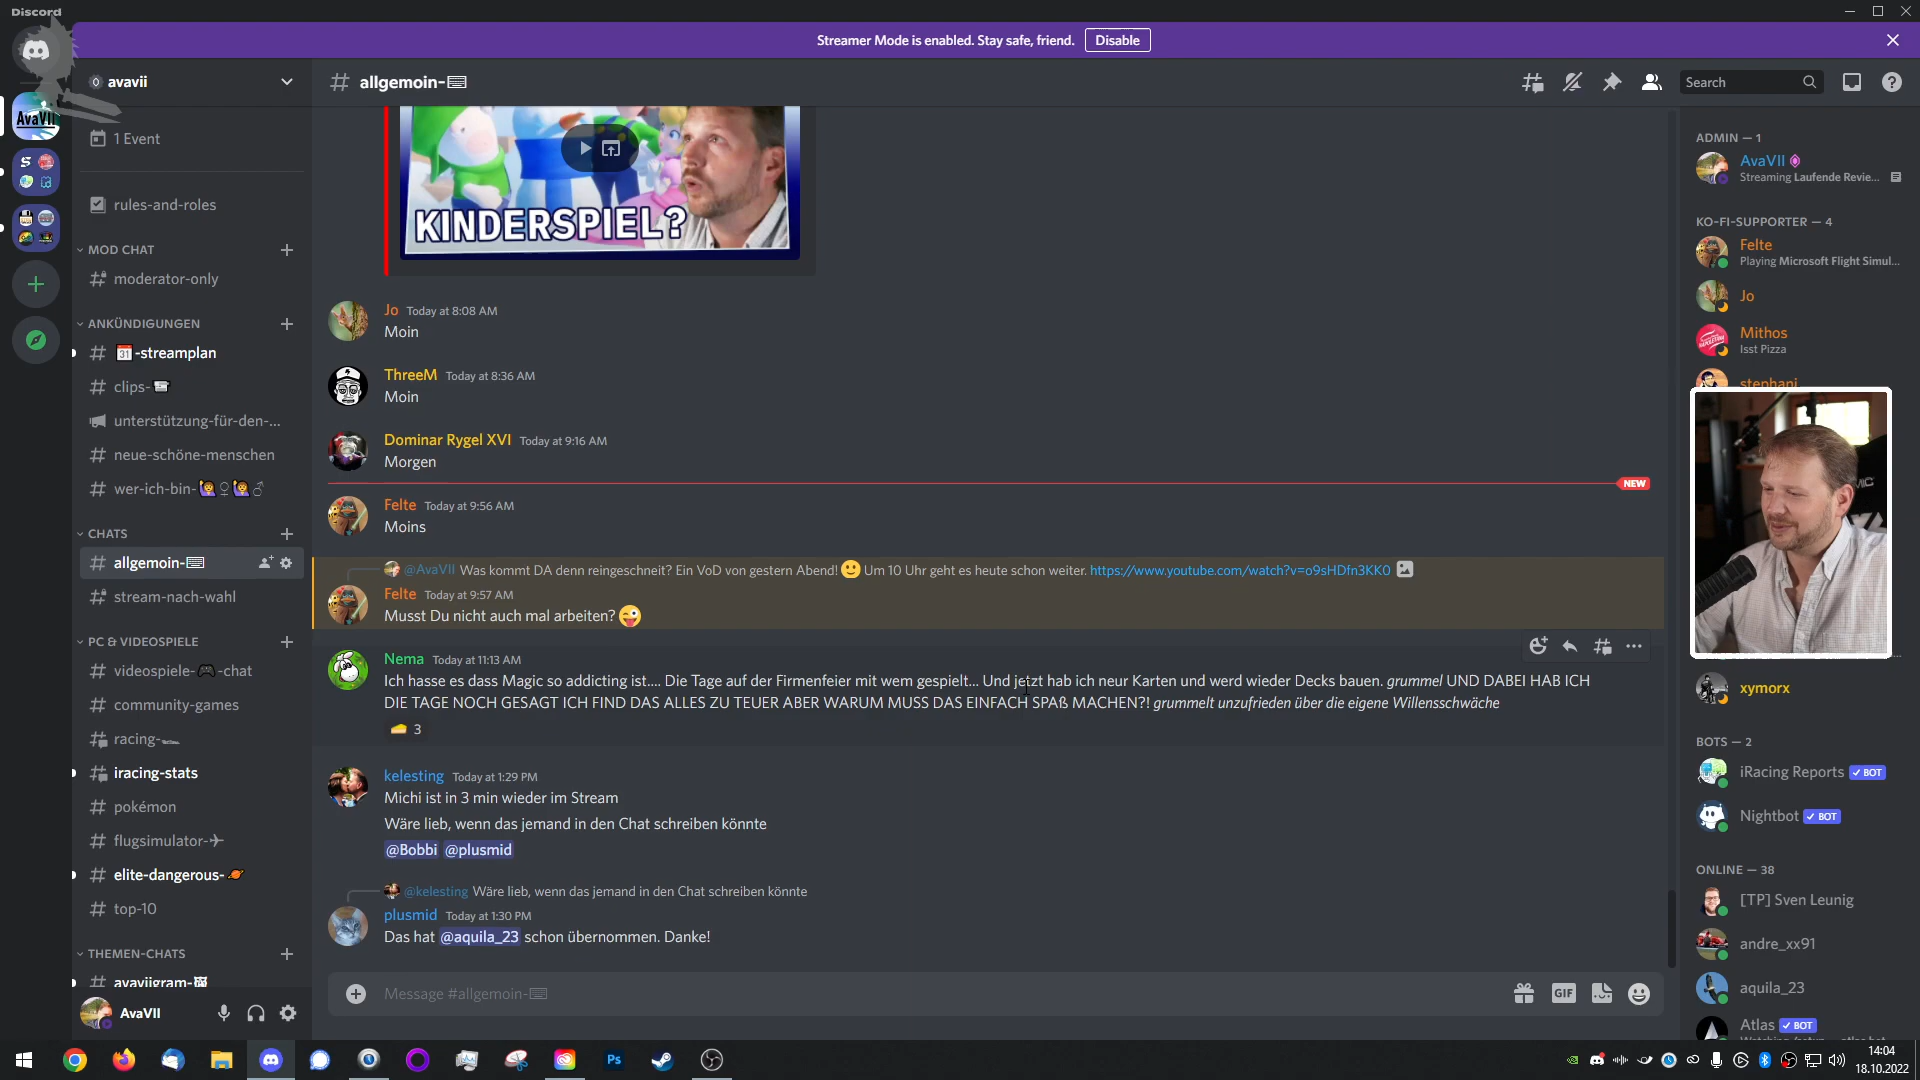 Discord
Streamer Mode is enabled. Stay safe, friend.
Disable
avavii
allgemoin-⌨
Search
AvaVII
1 Event
rules-and-roles
MOD CHAT
moderator-only
ANKÜNDIGUNGEN
-streamplan
clips-
unterstützung-für-den-...
neue-schöne-menschen
wer-ich-bin-🙋♀🙋♂
CHATS
allgemoin-⌨
stream-nach-wahl
PC & VIDEOSPIELE
videospiele-🎮-chat
community-games
racing-
iracing-stats
pokémon
flugsimulator-✈
elite-dangerous-🪐
top-10
THEMEN-CHATS
avaviigram-
AvaVII
KINDERSPIEL?
Jo Today at 8:08 AM
Moin
ThreeM Today at 8:36 AM
Moin
Dominar Rygel XVI Today at 9:16 AM
Morgen
NEW
Felte Today at 9:56 AM
Moins
@AvaVII Was kommt DA denn reingeschneit? Ein VoD von gestern Abend! 🙂 Um 10 Uhr geht es heute schon weiter. https://www.youtube.com/watch?v=o9sHDfn3KK0
Felte Today at 9:57 AM
Musst Du nicht auch mal arbeiten? 😜
Nema Today at 11:13 AM
Ich hasse es dass Magic so addicting ist.... Die Tage auf der Firmenfeier mit wem gespielt... Und jetzt hab ich neur Karten und werd wieder Decks bauen. grummel UND DABEI HAB ICH
DIE TAGE NOCH GESAGT ICH FIND DAS ALLES ZU TEUER ABER WARUM MUSS DAS EINFACH SPAß MACHEN?! grummelt unzufrieden über die eigene Willensschwäche
3
kelesting Today at 1:29 PM
Michi ist in 3 min wieder im Stream
Wäre lieb, wenn das jemand in den Chat schreiben könnte
@Bobbi @plusmid
@kelesting Wäre lieb, wenn das jemand in den Chat schreiben könnte
plusmid Today at 1:30 PM
Das hat @aquila_23 schon übernommen. Danke!
Message #allgemoin-⌨
GIF
ADMIN — 1
AvaVII
Streaming Laufende Revie...
KO-FI-SUPPORTER — 4
Felte
Playing Microsoft Flight Simul...
Jo
Mithos
Isst Pizza
stephani
xymorx
BOTS — 2
iRacing Reports ✓ BOT
Nightbot ✓ BOT
ONLINE — 38
[TP] Sven Leunig
andre_xx91
aquila_23
Atlas ✓ BOT
Ps
14:04
18.10.2022